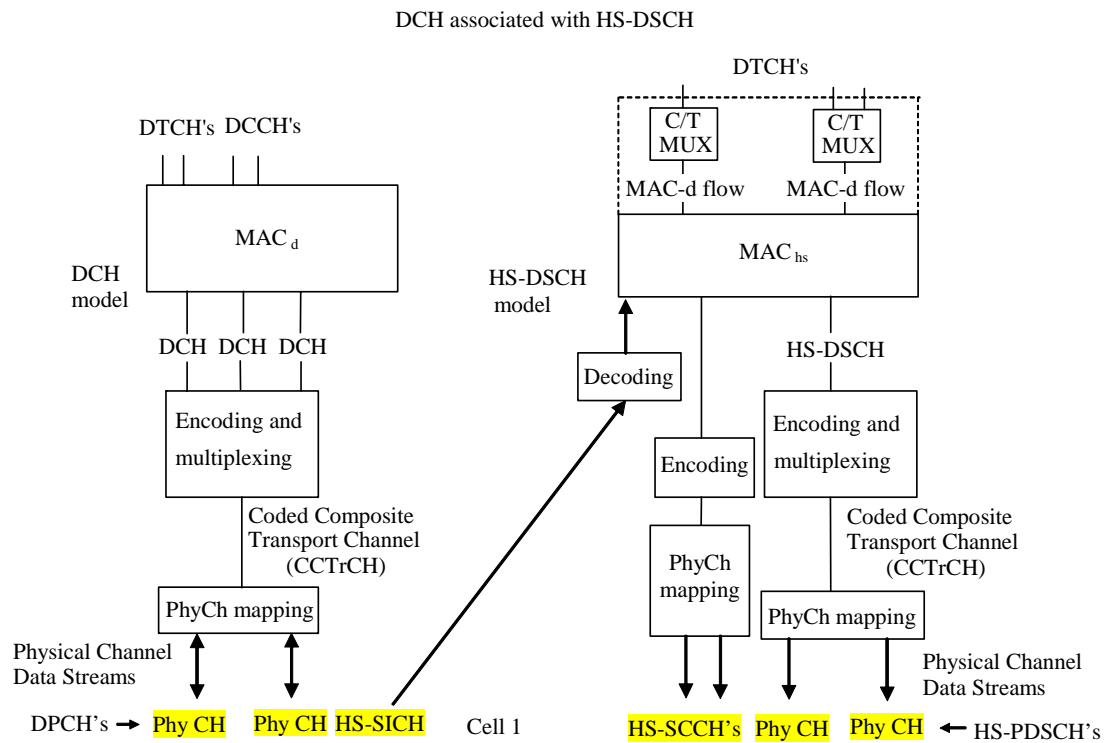 DCH associated with HS-DSCH
DTCH's
C/T
MUX
C/T
MUX
DTCH's DCCH's
MAC-d flow
MAC-d flow
MAC d
MAC hs
DCH
model
HS-DSCH
model
DCH DCH DCH
HS-DSCH
Decoding
Encoding and
multiplexing
Encoding
Encoding and
multiplexing
Coded Composite
Transport Channel
(CCTrCH)
PhyCh
mapping
Coded Composite
Transport Channel
(CCTrCH)
PhyCh mapping
PhyCh mapping
Physical Channel
Data Streams
Physical Channel
Data Streams
DPCH's Phy CH Phy CH HS-SICH Cell 1 HS-SCCH's Phy CH Phy CH HS-PDSCH's